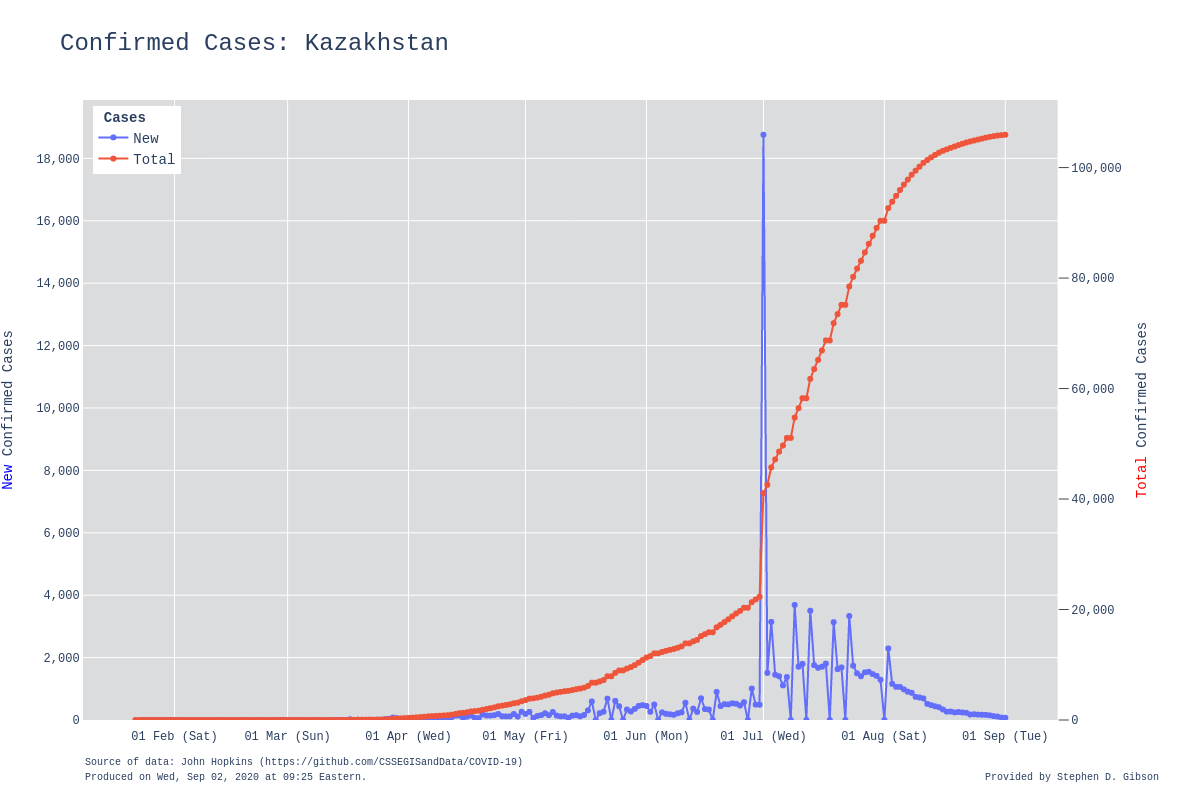 Confirmed Cases: Kazakhstan
Cases
New
Total
18,000
16,000
14,000
12,000
10,000
8,000
6,000
4,000
2,000
0
New Confirmed Cases
100,000
80,000
60,000
40,000
20,000
0
Total Confirmed Cases
01 Feb (Sat) 01 Mar (Sun) 01 Apr (Wed) 01 May (Fri) 01 Jun (Mon) 01 Jul (Wed) 01 Aug (Sat) 01 Sep (Tue)
Source of data: John Hopkins (https://github.com/CSSEGISandData/COVID-19)
Produced on Wed, Sep 02, 2020 at 09:25 Eastern.
Provided by Stephen D. Gibson